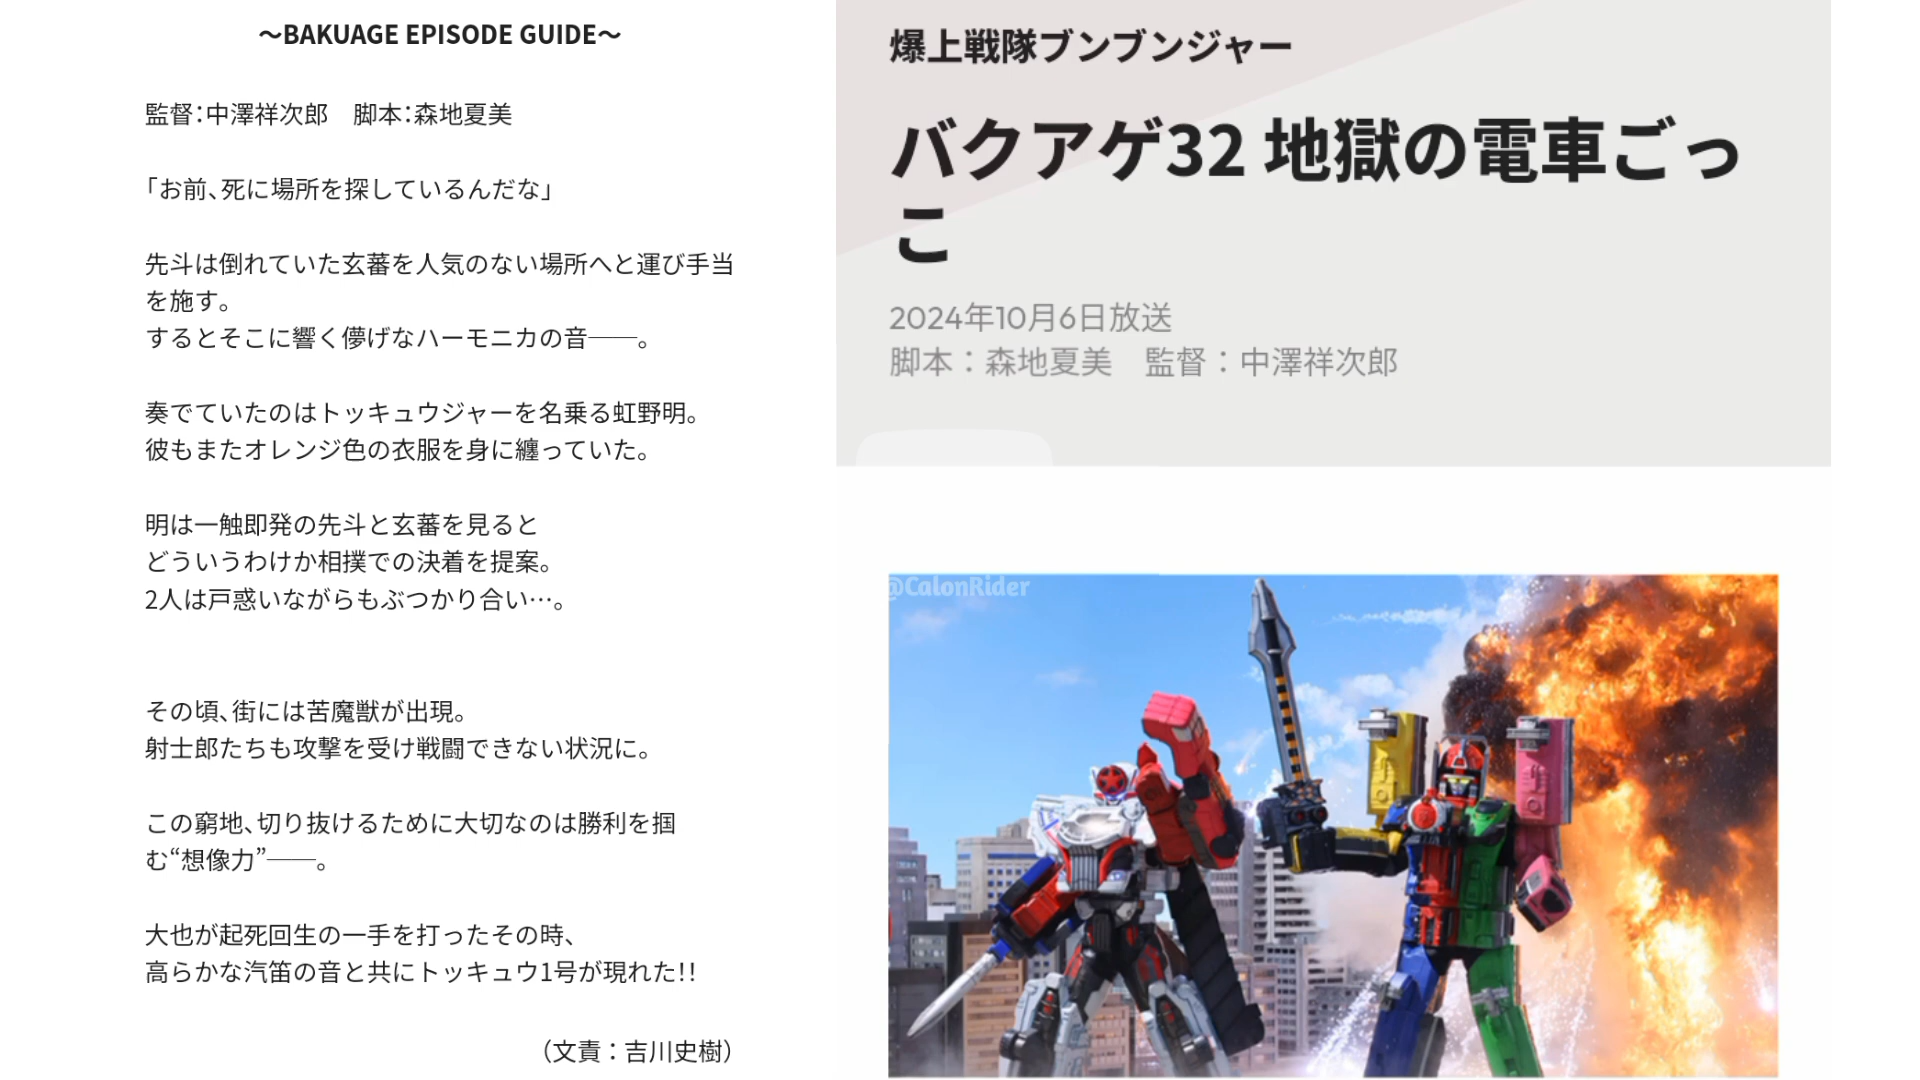 〜BAKUAGE EPISODE GUIDE〜
監督：中澤祥次郎　脚本：森地夏美
「お前、死に場所を探しているんだな」
先斗は倒れていた玄蕃を人気のない場所へと運び手当
を施す。
するとそこに響く儚げなハーモニカの音――。
奏でていたのはトッキュウジャーを名乗る虹野明。
彼もまたオレンジ色の衣服を身に纏っていた。
明は一触即発の先斗と玄蕃を見ると
どういうわけか相撲での決着を提案。
2人は戸惑いながらもぶつかり合い…。
その頃、街には苦魔獣が出現。
射士郎たちも攻撃を受け戦闘できない状況に。
この窮地、切り抜けるために大切なのは勝利を掴
む“想像力”――。
大也が起死回生の一手を打ったその時、
高らかな汽笛の音と共にトッキュウ1号が現れた!!
（文責：吉川史樹）
爆上戦隊ブンブンジャー
バクアゲ32 地獄の電車ごっ
こ
2024年10月6日放送
脚本：森地夏美　監督：中澤祥次郎
@CalonRider